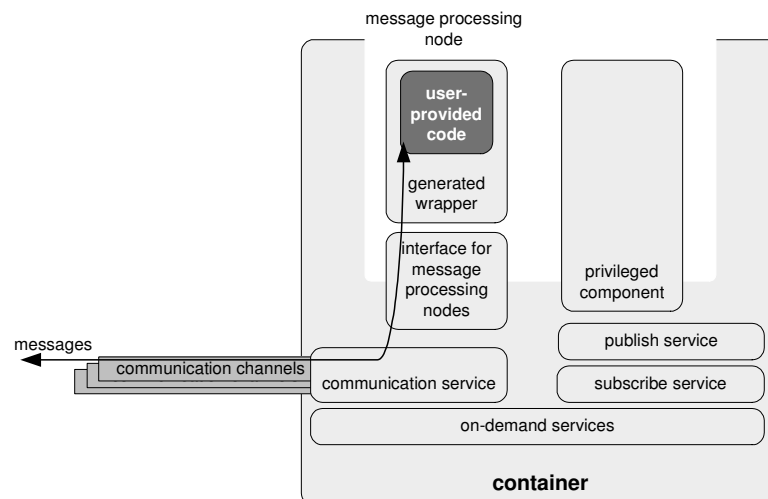 message processing
node
user-
provided
code
generated
wrapper
interface for
message
processing
nodes
privileged
component
messages
communication channels
communication service
publish service
subscribe service
on-demand services
container